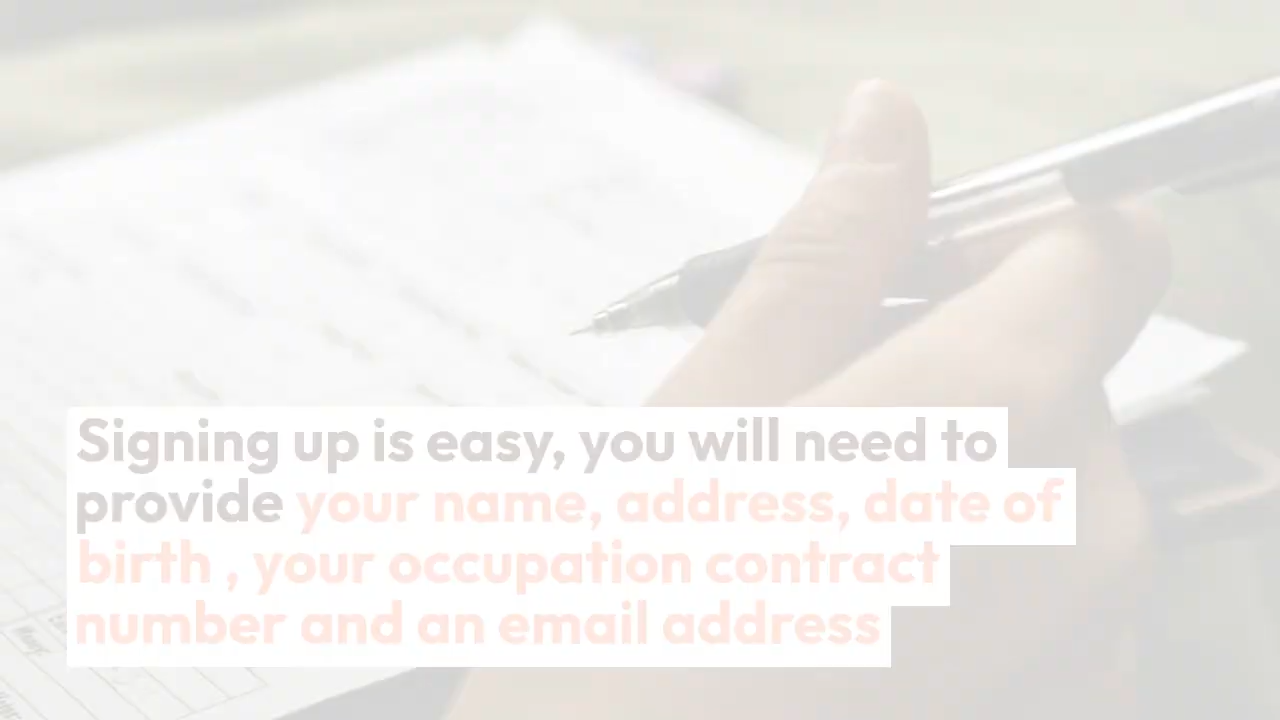 Signing up is easy, you will need to
provide your name, address, date of
birth , your occupation contract
number and an email address